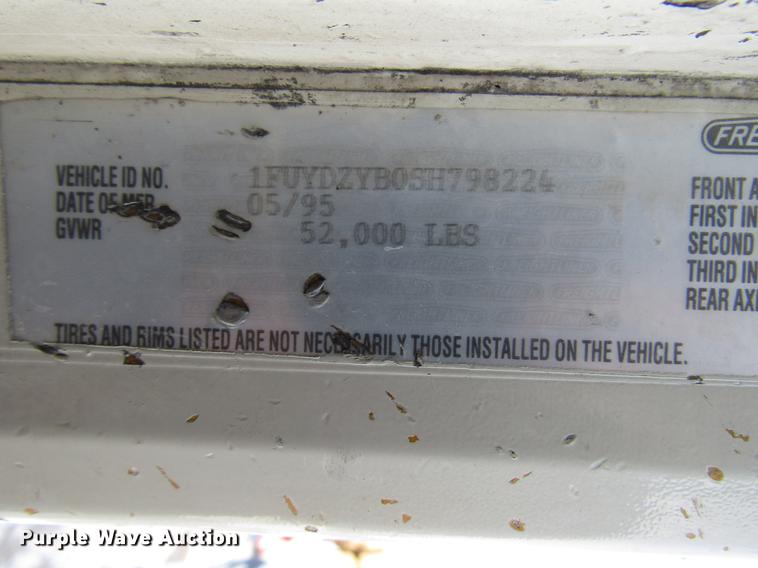 FRE
VEHICLE ID NO. 1FUYDZYB0SH798224
DATE OF MFR 05/95
GVWR 52,000 LBS
FRONT A
FIRST IN
SECOND
THIRD IN
REAR AXL
TIRES AND RIMS LISTED ARE NOT NECESSARILY THOSE INSTALLED ON THE VEHICLE.
Purple Wave Auction